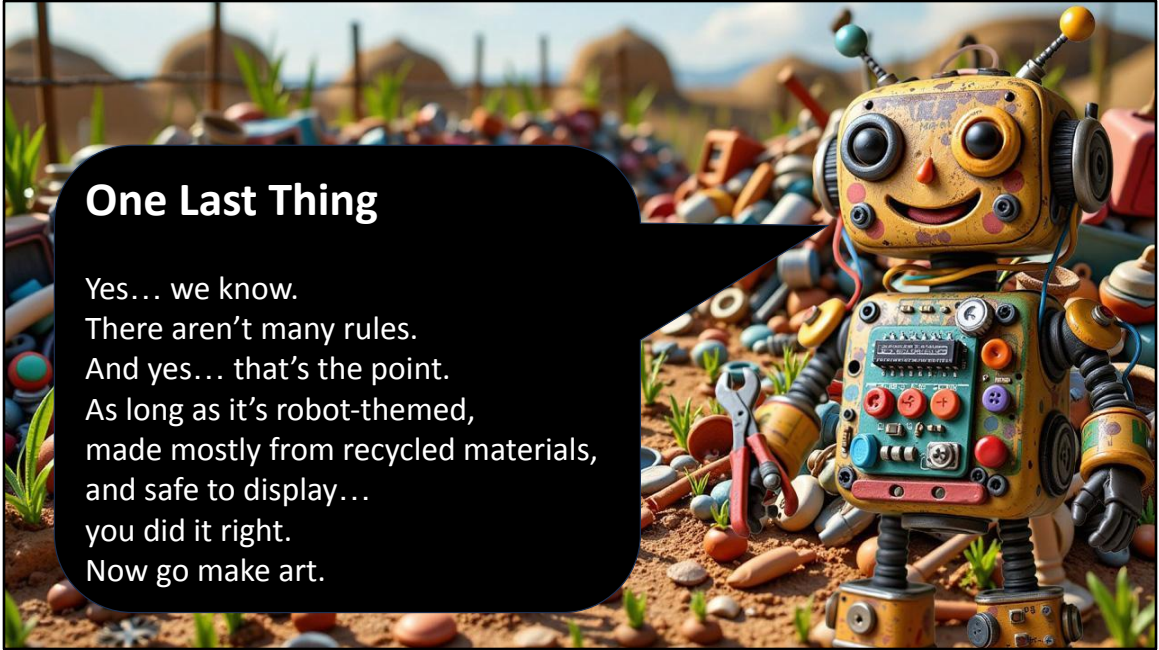 One Last Thing
Yes… we know.
There aren’t many rules.
And yes… that’s the point.
As long as it’s robot-themed,
made mostly from recycled materials,
and safe to display…
you did it right.
Now go make art.